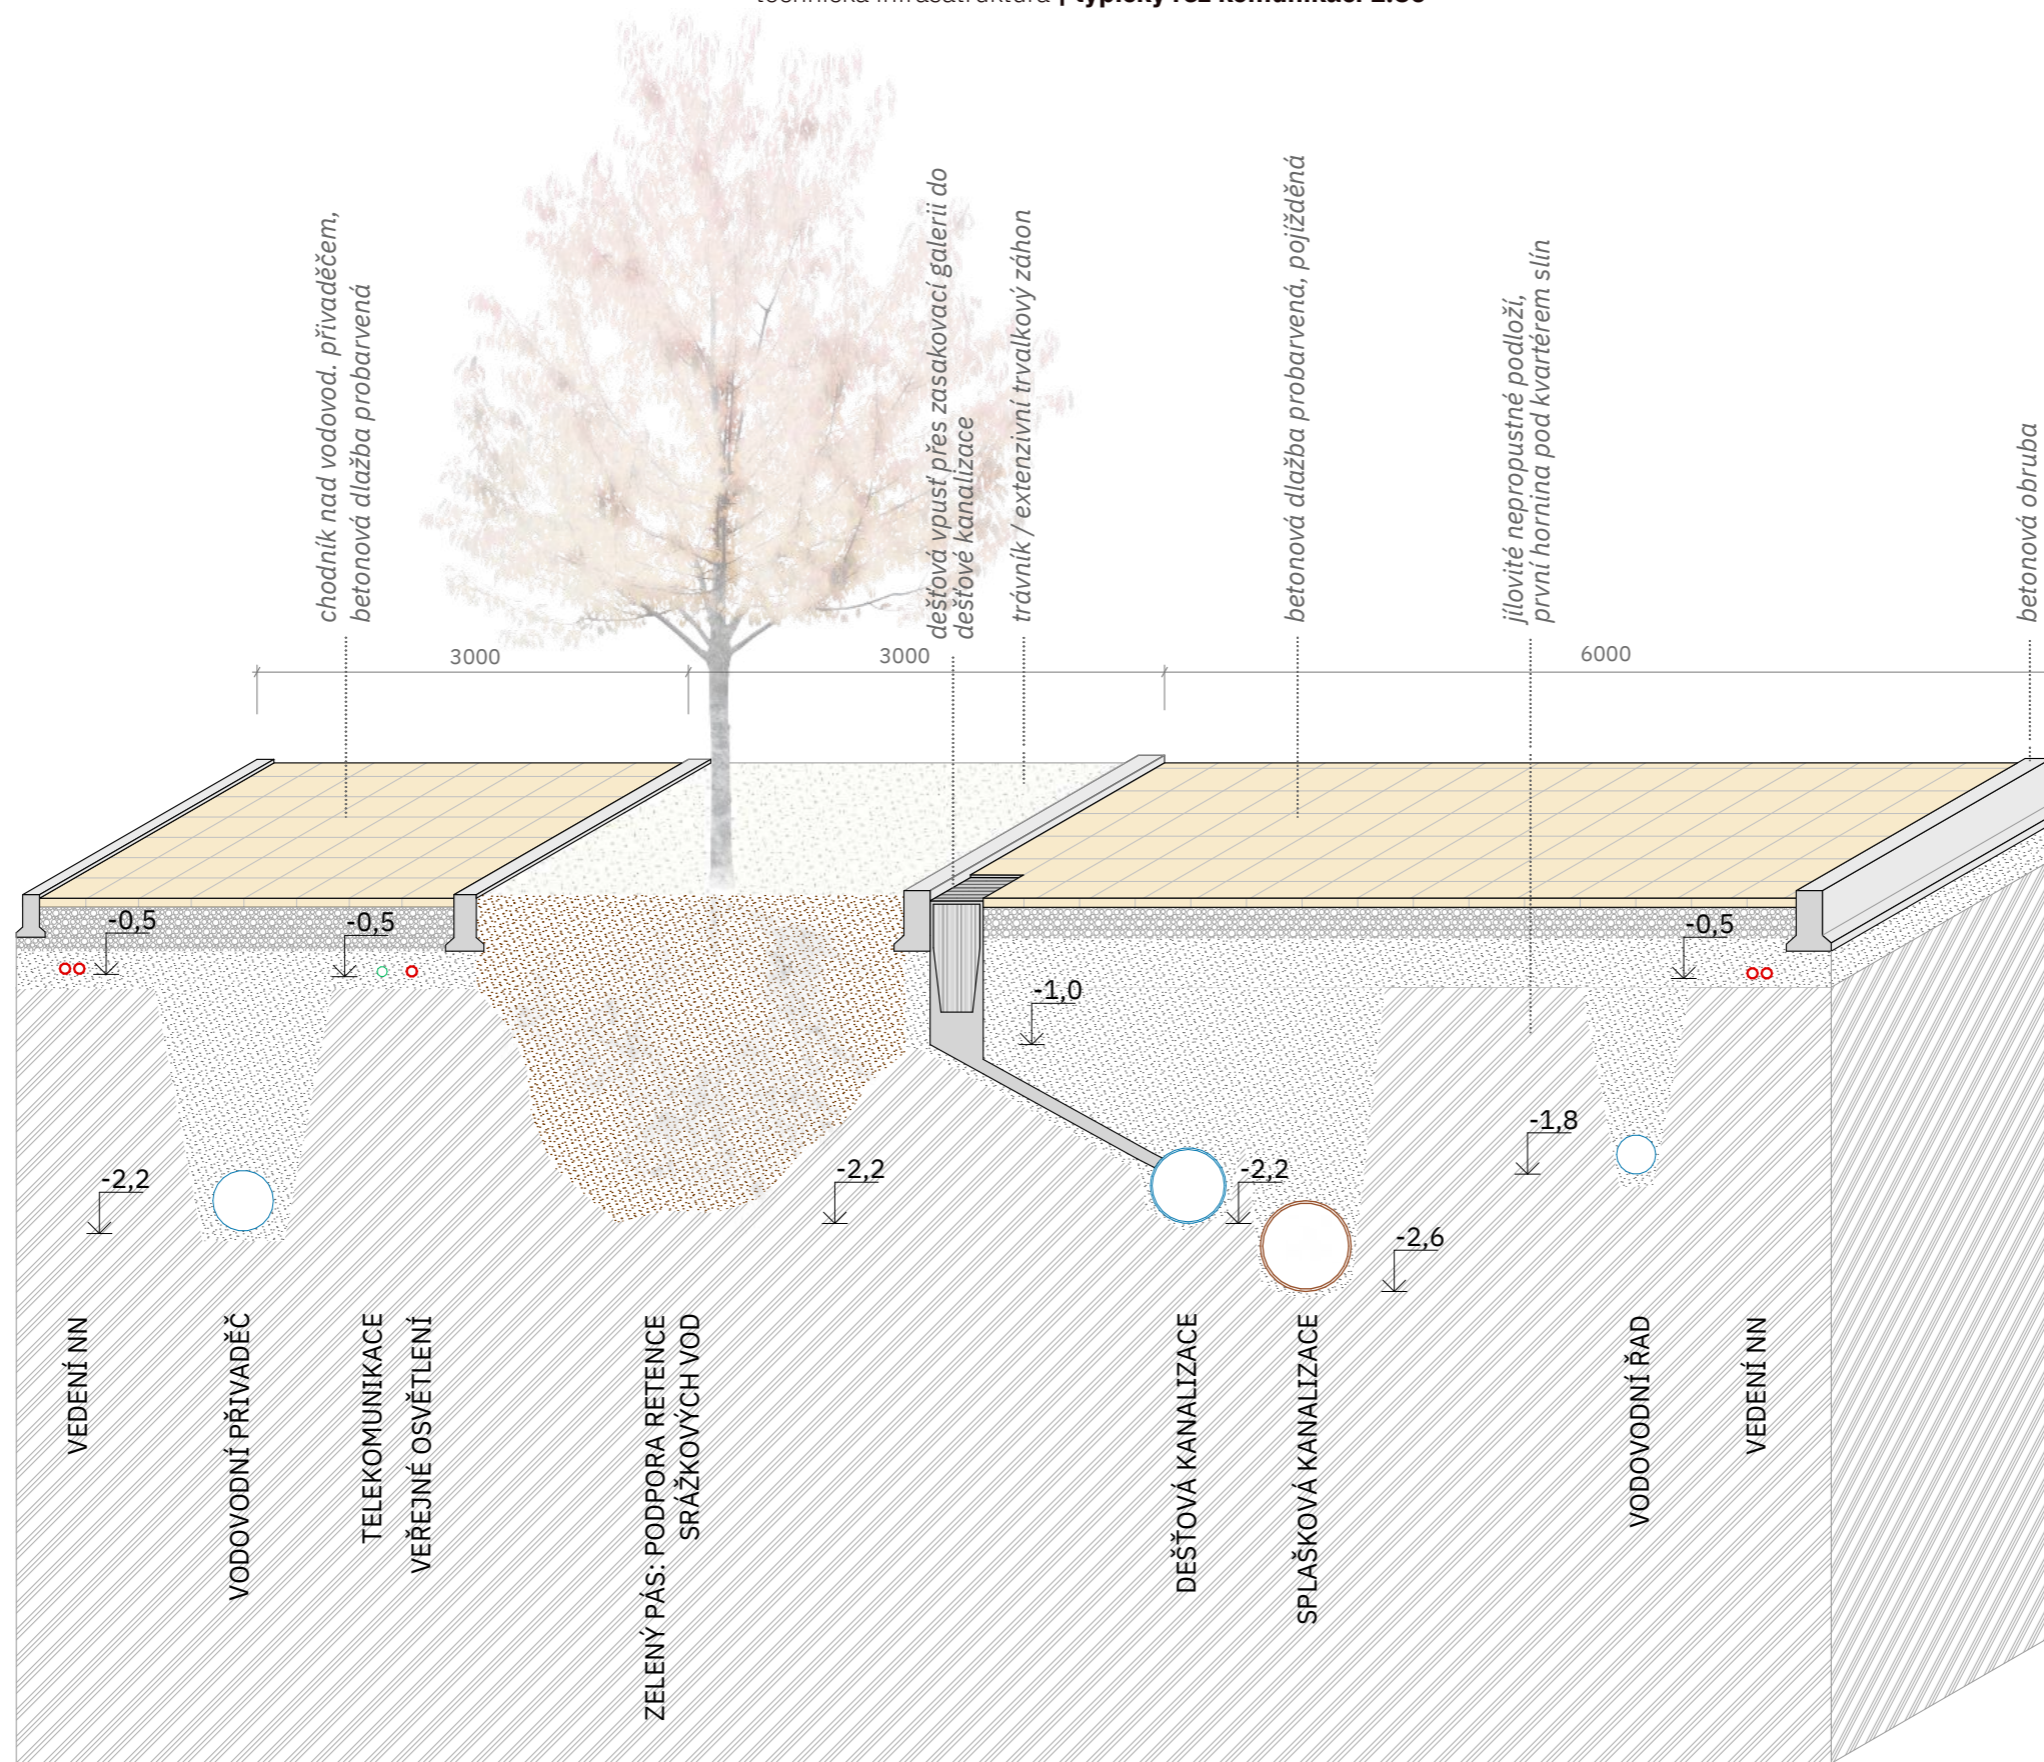 chodník nad vodovod. přivaděčem,
betonová dlažba probarvená
dešťová vpusť přes zasakovací galerii do
dešťové kanalizace
trávník / extenzivní trvalkový záhon
betonová dlažba probarvená, pojížděná
jílovité nepropustné podloží,
první hornina pod kvartérem slín
betonová obruba
3000
3000
6000
-0,5
-0,5
-0,5
-1,0
-1,8
-2,2
-2,2
-2,2
-2,6
VEDENÍ NN
VODOVODNÍ PŘIVADĚČ
TELEKOMUNIKACE
VEŘEJNÉ OSVĚTLENÍ
ZELENÝ PÁS: PODPORA RETENCE
SRÁŽKOVÝCH VOD
DEŠŤOVÁ KANALIZACE
SPLAŠKOVÁ KANALIZACE
VODOVODNÍ ŘAD
VEDENÍ NN